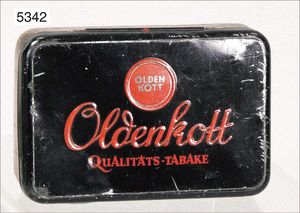 5342
OLDEN
KOTT
Oldenkott
QUALITÄTS-TABAKE